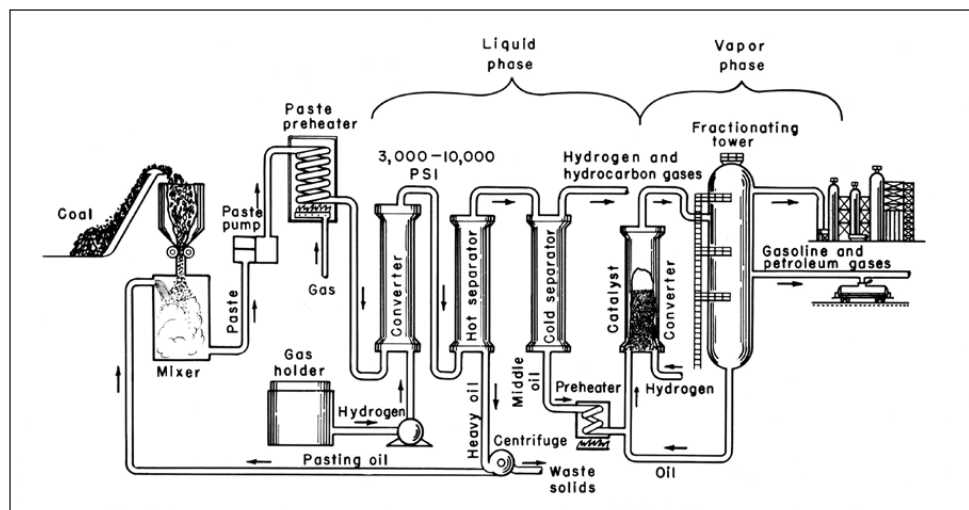 Liquid
phase
Vapor
phase
Paste
preheater
3,000–10,000
PSI
Hydrogen and
hydrocarbon gases
Fractionating
tower
Coal
Paste
pump
Gas
Paste
Mixer
Converter
Hot separator
Cold separator
Catalyst
Converter
Gasoline and
petroleum gases
Gas
holder
Hydrogen
Heavy oil
Middle
oil
Preheater
Hydrogen
Centrifuge
Pasting oil
Waste
solids
Oil